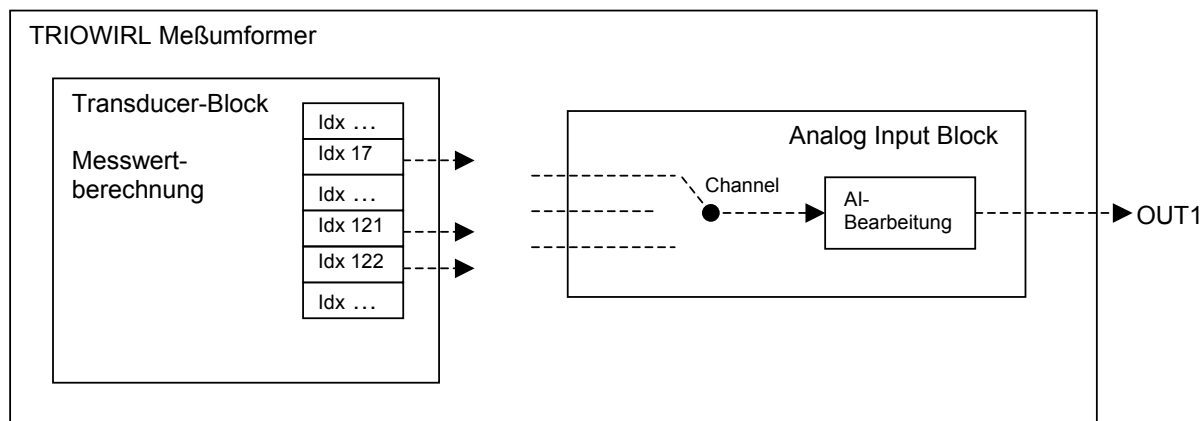 TRIOWIRL Meßumformer
Transducer-Block
Messwert-
berechnung
Idx ...
Idx 17
Idx ...
Idx 121
Idx 122
Idx ...
Analog Input Block
Channel
AI-
Bearbeitung
OUT1